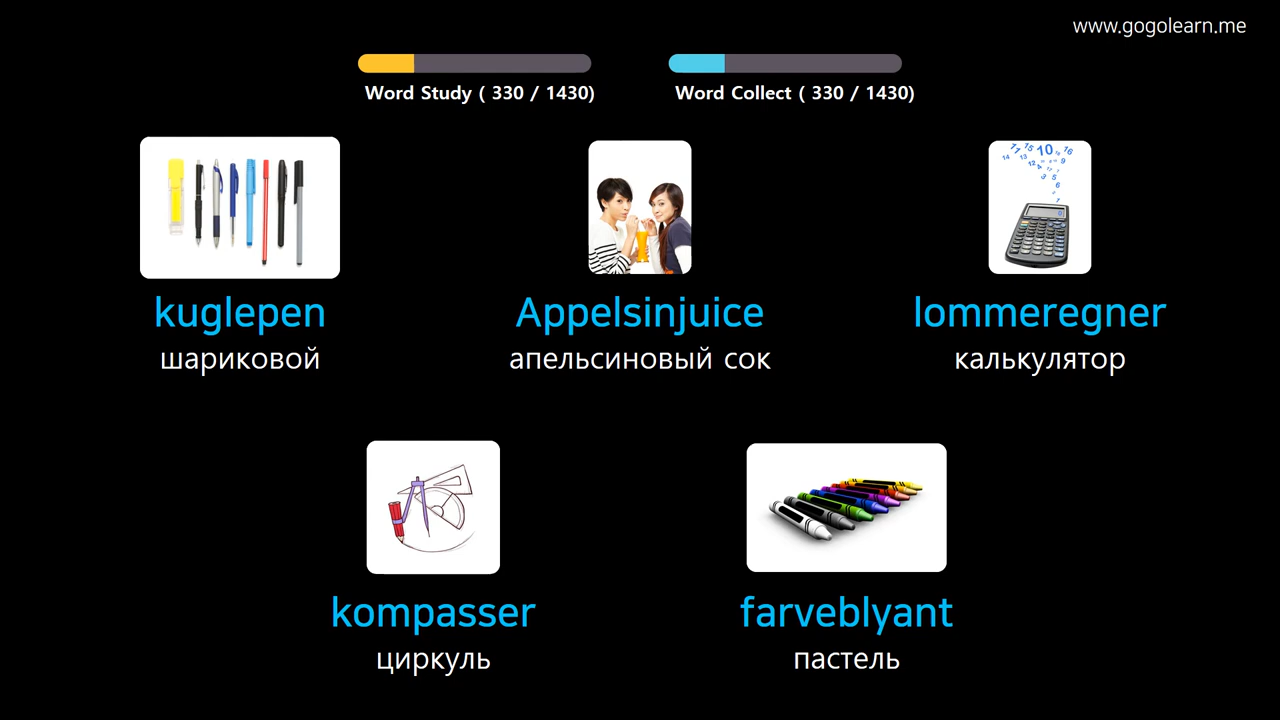 www.gogolearn.me
Word Study ( 330 / 1430)
Word Collect ( 330 / 1430)
kuglepen
Appelsinjuice
lommeregner
шариковой
апельсиновый сок
калькулятор
kompasser
farveblyant
циркуль
пастель